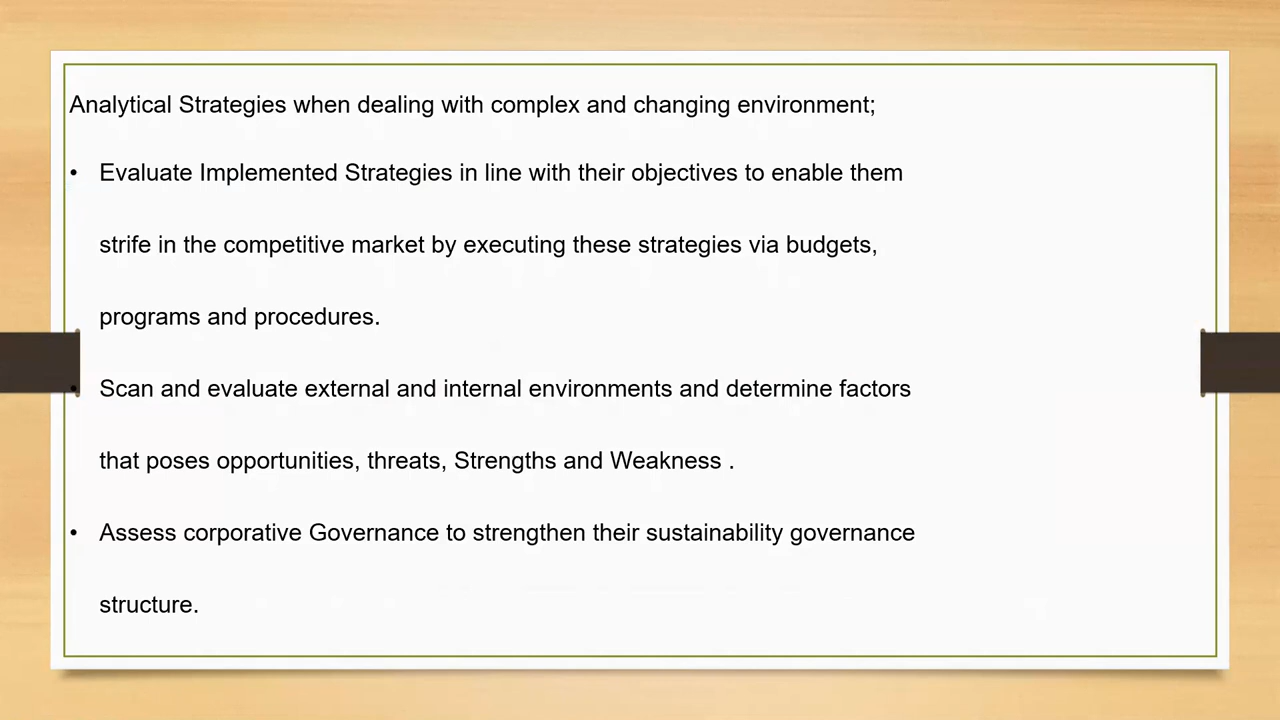 Analytical Strategies when dealing with complex and changing environment;
• Evaluate Implemented Strategies in line with their objectives to enable them
strife in the competitive market by executing these strategies via budgets,
programs and procedures.
• Scan and evaluate external and internal environments and determine factors
that poses opportunities, threats, Strengths and Weakness .
• Assess corporative Governance to strengthen their sustainability governance
structure.